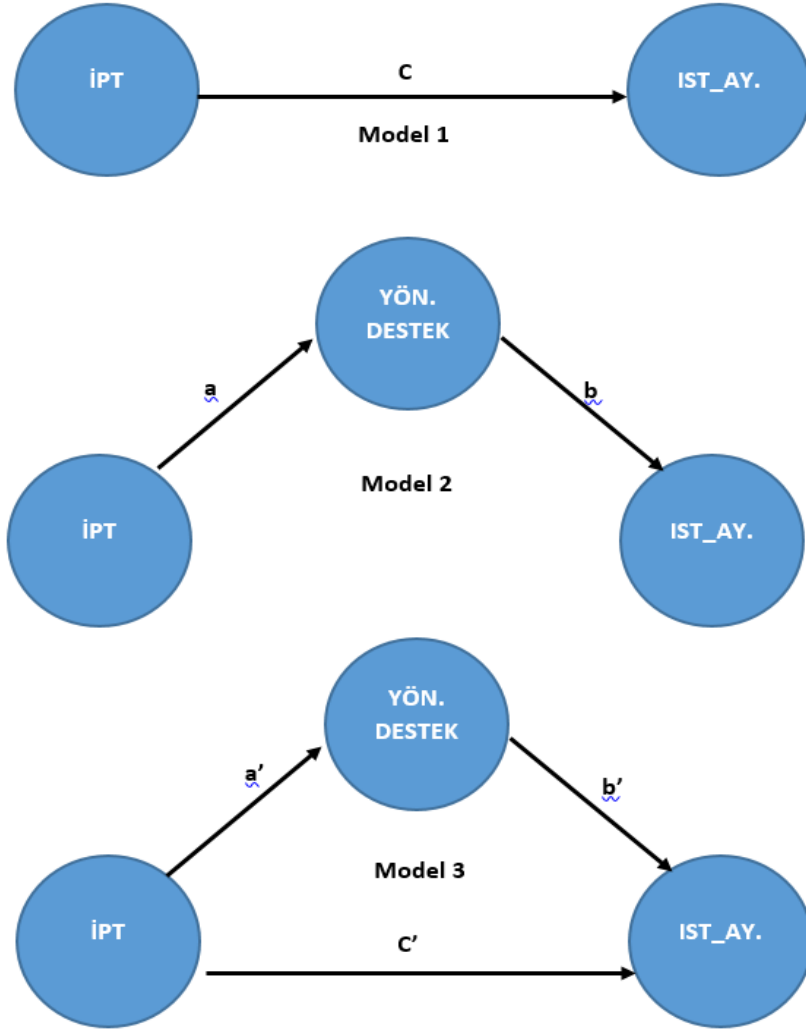 İPT
C
IST_AY.
Model 1
YÖN.
DESTEK
a
b
Model 2
İPT
IST_AY.
YÖN.
DESTEK
a’
b’
Model 3
İPT
C’
IST_AY.